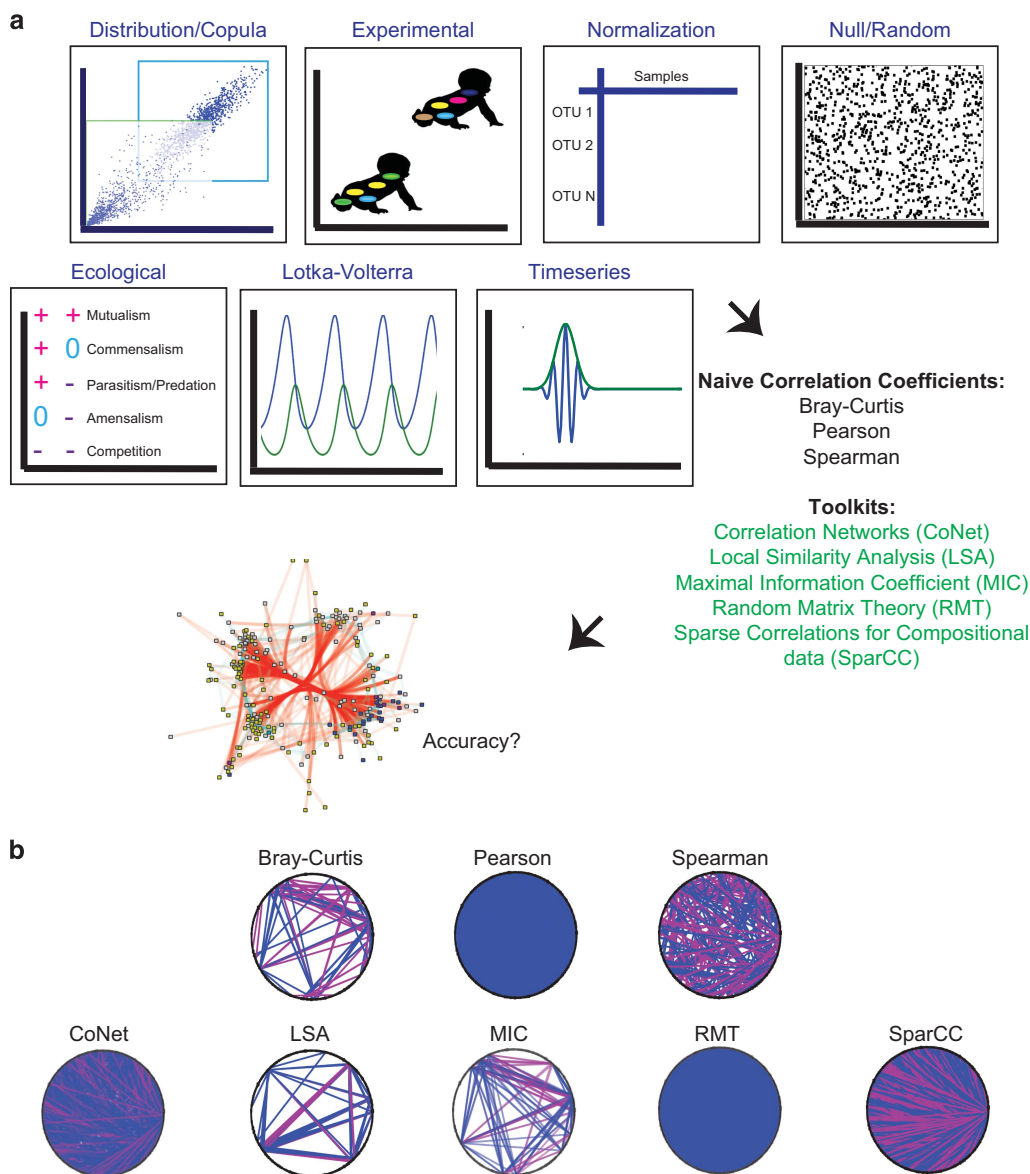 a
Distribution/Copula
Experimental
Normalization
Null/Random
Samples
OTU 1
OTU 2
OTU N
Ecological
Lotka-Volterra
Timeseries
+ + Mutualism
+ 0 Commensalism
+ - Parasitism/Predation
0 - Amensalism
- - Competition
Naive Correlation Coefficients:
Bray-Curtis
Pearson
Spearman
Toolkits:
Correlation Networks (CoNet)
Local Similarity Analysis (LSA)
Maximal Information Coefficient (MIC)
Random Matrix Theory (RMT)
Sparse Correlations for Compositional
data (SparCC)
Accuracy?
b
Bray-Curtis
Pearson
Spearman
CoNet
LSA
MIC
RMT
SparCC